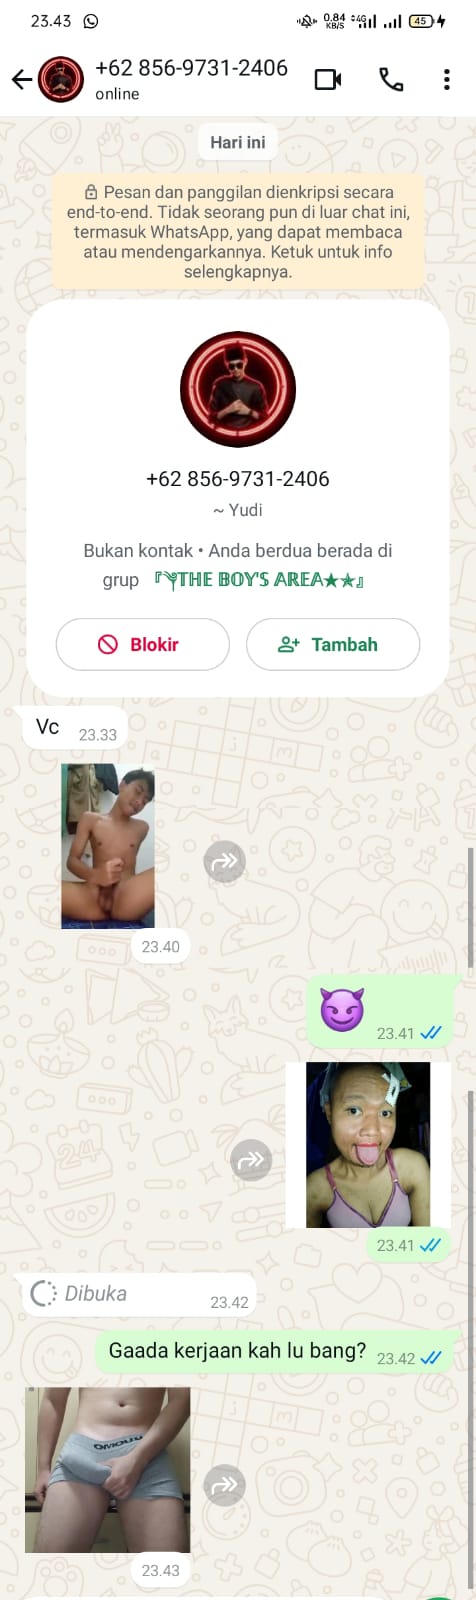 23.43
0.84 KB/S
4G
45
+62 856-9731-2406
online
Hari ini
Pesan dan panggilan dienkripsi secara
end-to-end. Tidak seorang pun di luar chat ini,
termasuk WhatsApp, yang dapat membaca
atau mendengarkannya. Ketuk untuk info
selengkapnya.
+62 856-9731-2406
~ Yudi
Bukan kontak • Anda berdua berada di
grup 『༒THE BOY'S AREA★✯』
Blokir
Tambah
Vc 23.33
23.40
😈 23.41
23.41
Dibuka 23.42
Gaada kerjaan kah lu bang? 23.42
23.43